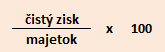 čistý zisk
majetok
x 100